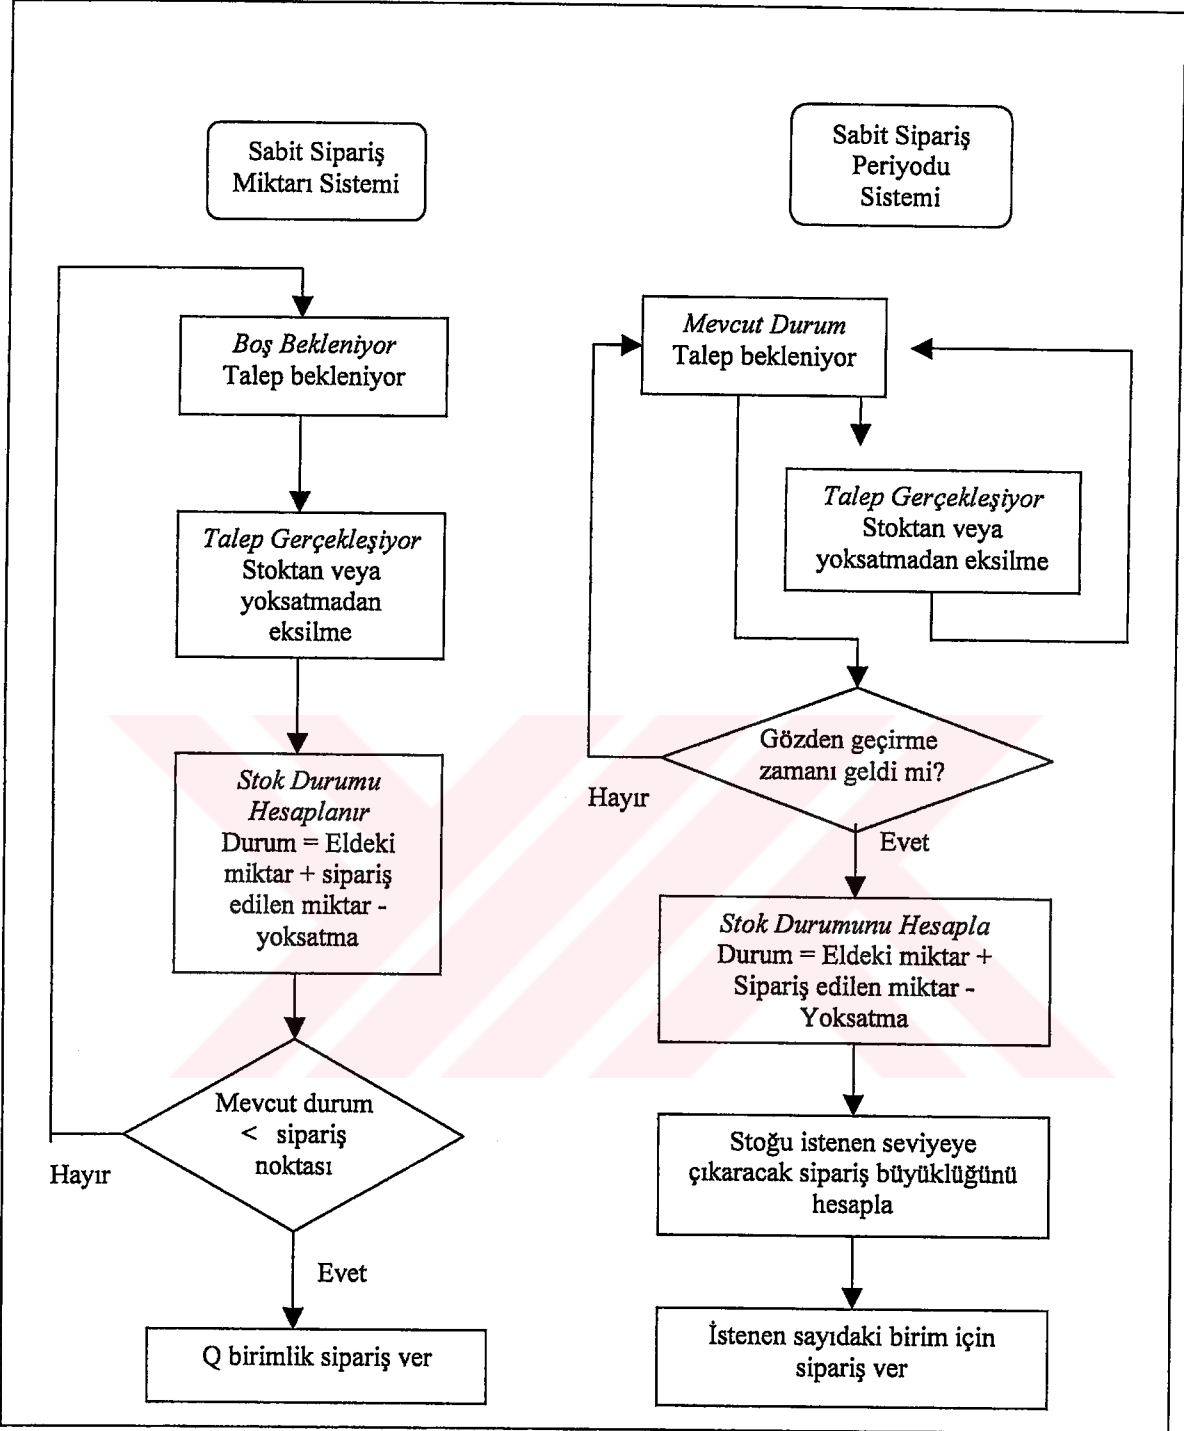 Sabit Sipariş
Miktarı Sistemi
Boş Bekleniyor
Talep bekleniyor
Talep Gerçekleşiyor
Stoktan veya
yoksatmadan
eksilme
Stok Durumu
Hesaplanır
Durum = Eldeki
miktar + sipariş
edilen miktar -
yoksatma
Mevcut durum
< sipariş
noktası
Hayır
Evet
Q birimlik sipariş ver
Sabit Sipariş
Periyodu
Sistemi
Mevcut Durum
Talep bekleniyor
Talep Gerçekleşiyor
Stoktan veya
yoksatmadan eksilme
Gözden geçirme
zamanı geldi mi?
Hayır
Evet
Stok Durumunu Hesapla
Durum = Eldeki miktar +
Sipariş edilen miktar -
Yoksatma
Stoğu istenen seviyeye
çıkaracak sipariş büyüklüğünü
hesapla
İstenen sayıdaki birim için
sipariş ver